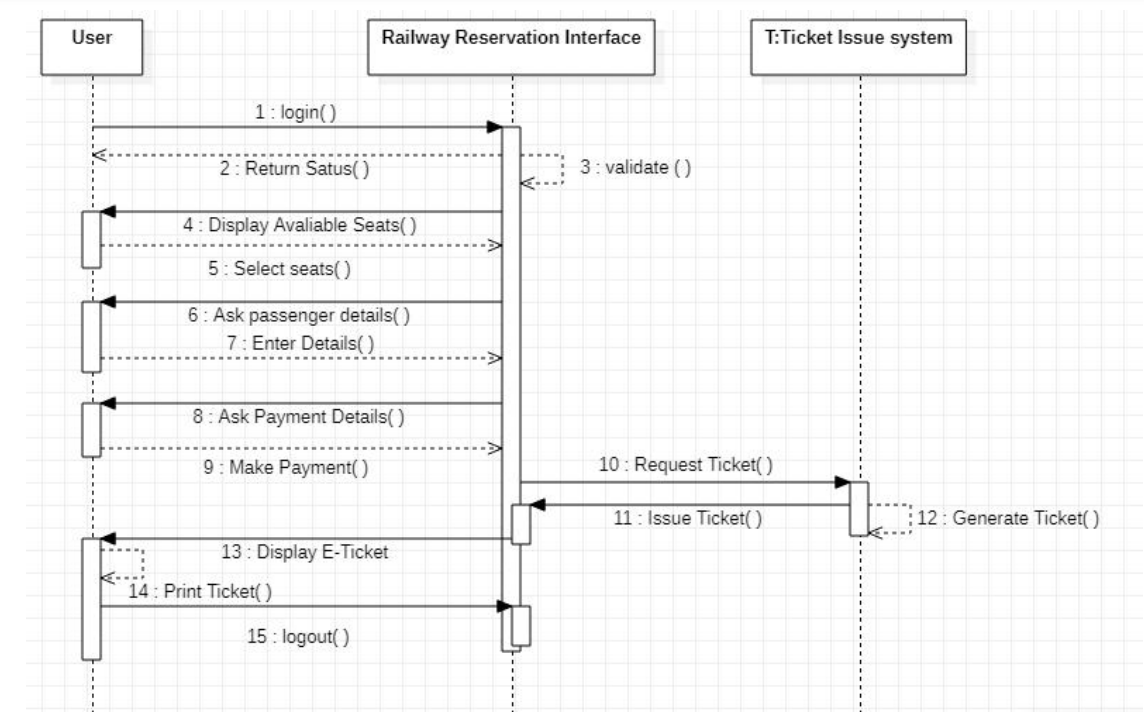 User
Railway Reservation Interface
T:Ticket Issue system
1 : login( )
2 : Return Satus( )
3 : validate ( )
4 : Display Avaliable Seats( )
5 : Select seats( )
6 : Ask passenger details( )
7 : Enter Details( )
8 : Ask Payment Details( )
9 : Make Payment( )
10 : Request Ticket( )
11 : Issue Ticket( )
12 : Generate Ticket( )
13 : Display E-Ticket
14 : Print Ticket( )
15 : logout( )